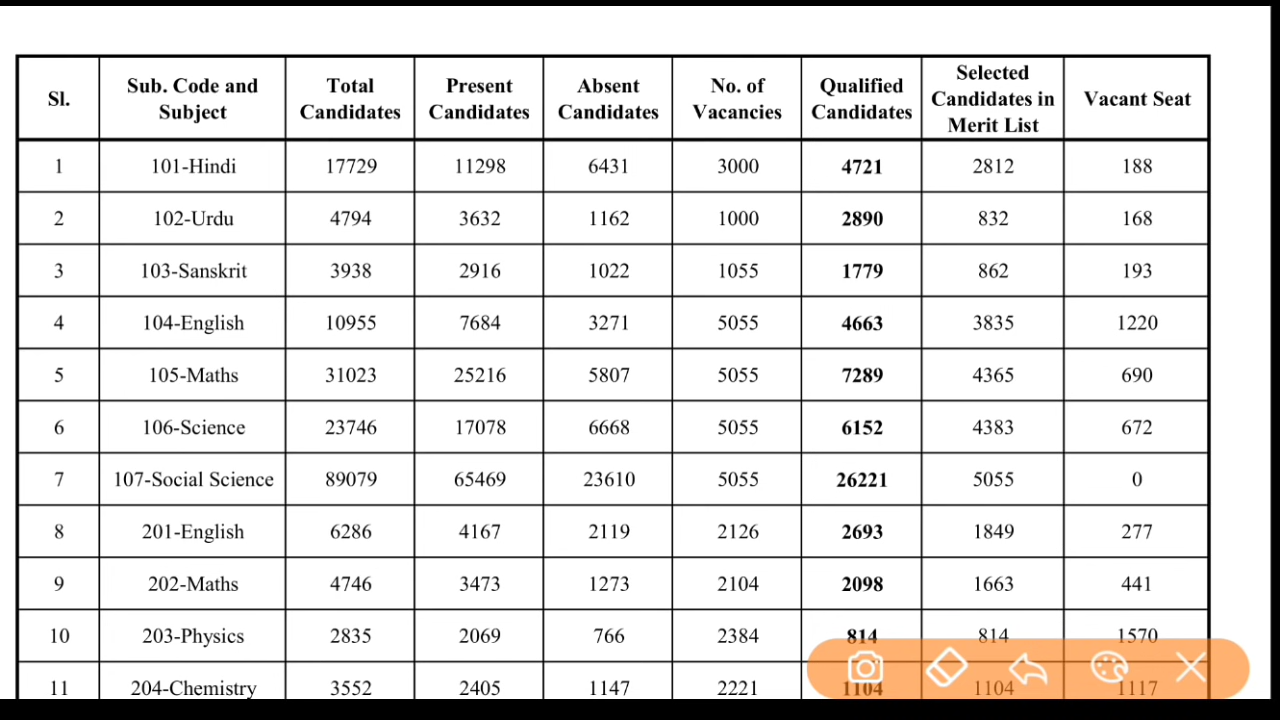 Sl. Sub. Code and Subject Total Candidates Present Candidates Absent Candidates No. of Vacancies Qualified Candidates Selected Candidates in Merit List Vacant Seat
1 101-Hindi 17729 11298 6431 3000 4721 2812 188
2 102-Urdu 4794 3632 1162 1000 2890 832 168
3 103-Sanskrit 3938 2916 1022 1055 1779 862 193
4 104-English 10955 7684 3271 5055 4663 3835 1220
5 105-Maths 31023 25216 5807 5055 7289 4365 690
6 106-Science 23746 17078 6668 5055 6152 4383 672
7 107-Social Science 89079 65469 23610 5055 26221 5055 0
8 201-English 6286 4167 2119 2126 2693 1849 277
9 202-Maths 4746 3473 1273 2104 2098 1663 441
10 203-Physics 2835 2069 766 2384 814 814 1570
11 204-Chemistry 3552 2405 1147 2221 1104 1104 1117